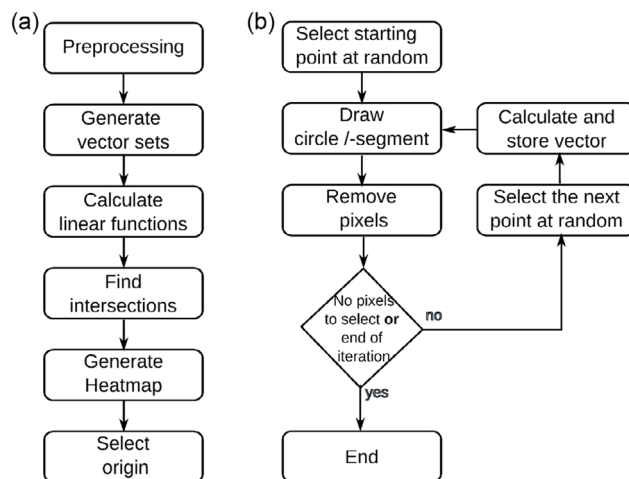 (a)
Preprocessing
Generate
vector sets
Calculate
linear functions
Find
intersections
Generate
Heatmap
Select
origin
(b)
Select starting
point at random
Draw
circle /-segment
Remove
pixels
No pixels
to select or
end of
iteration
no
yes
End
Calculate and
store vector
Select the next
point at random